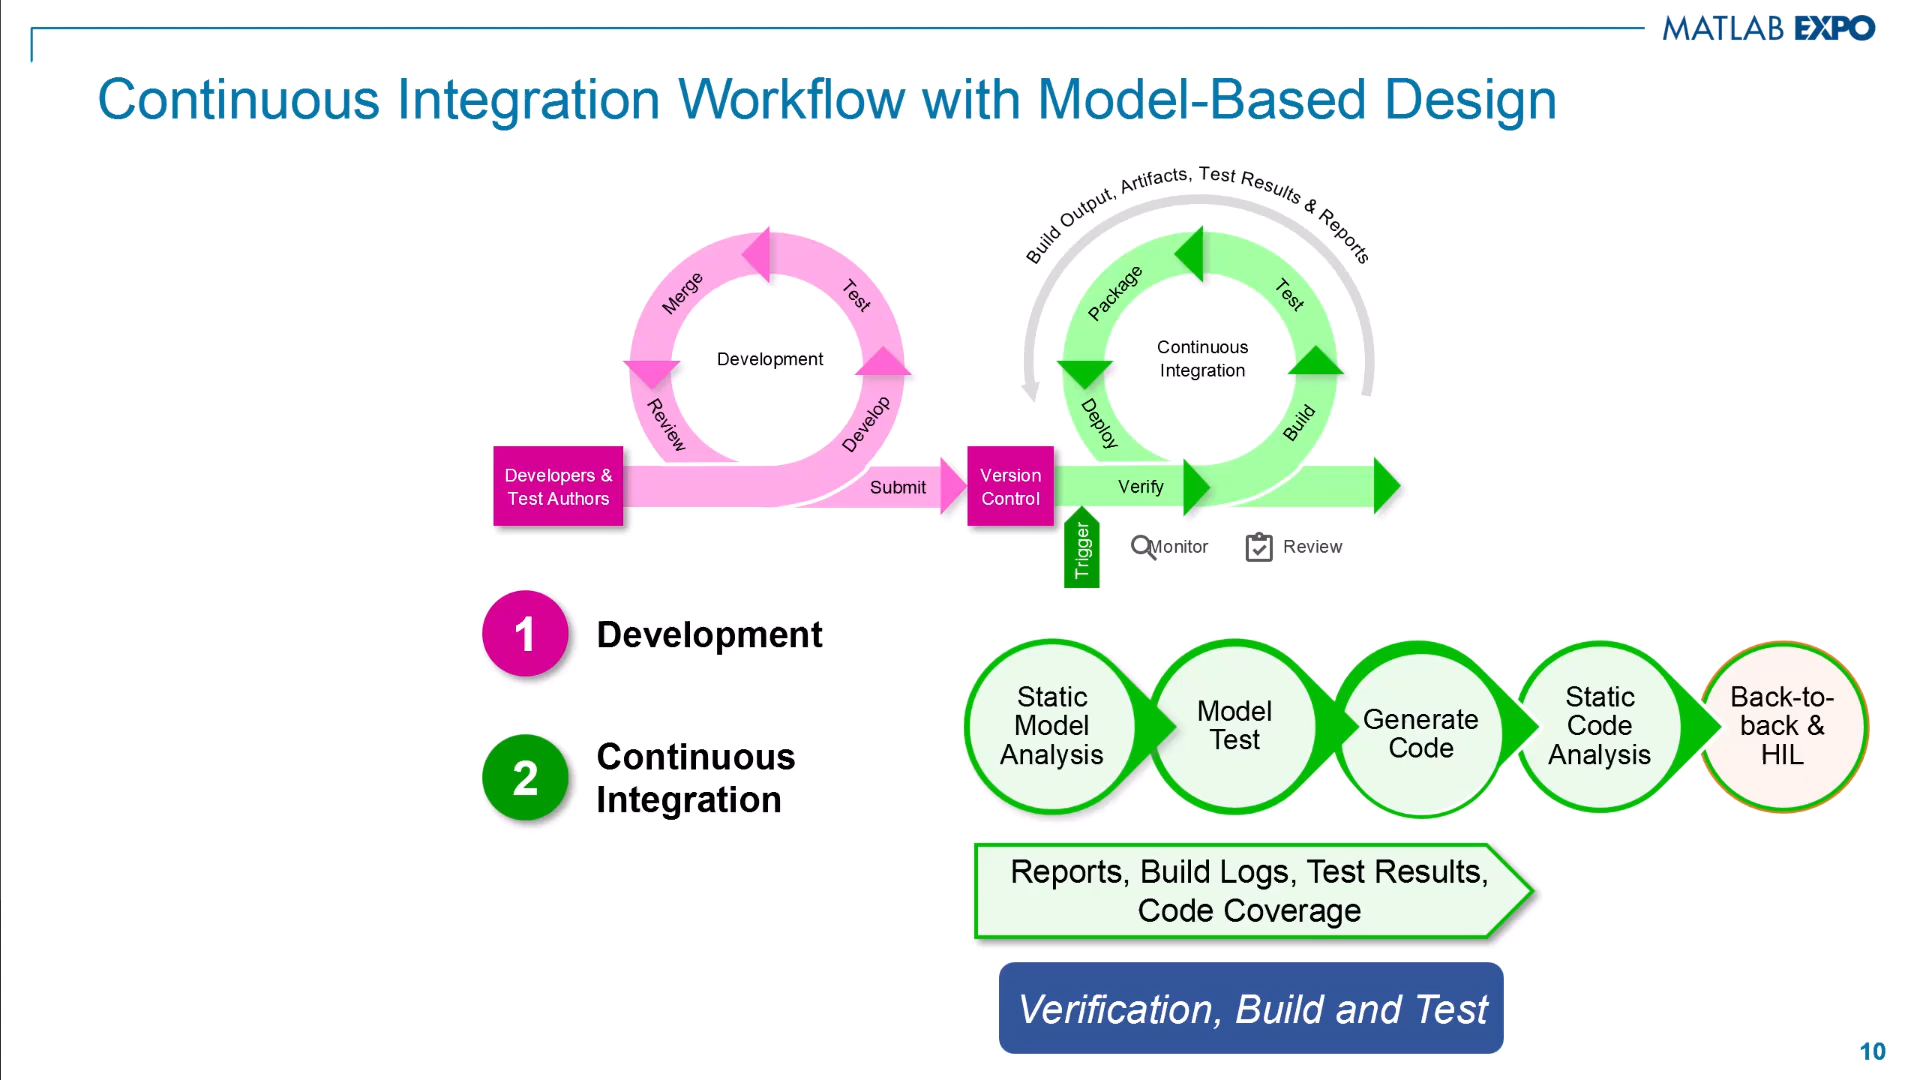 MATLAB EXPO
Continuous Integration Workflow with Model-Based Design
Build Output, Artifacts, Test Results & Reports
Merge
Test
Development
Review
Develop
Package
Test
Continuous
Integration
Deploy
Build
Developers &
Test Authors
Submit
Version
Control
Verify
Trigger
Monitor
Review
1
Development
2
Continuous
Integration
Static
Model
Analysis
Model
Test
Generate
Code
Static
Code
Analysis
Back-to-
back &
HIL
Reports, Build Logs, Test Results,
Code Coverage
Verification, Build and Test
10